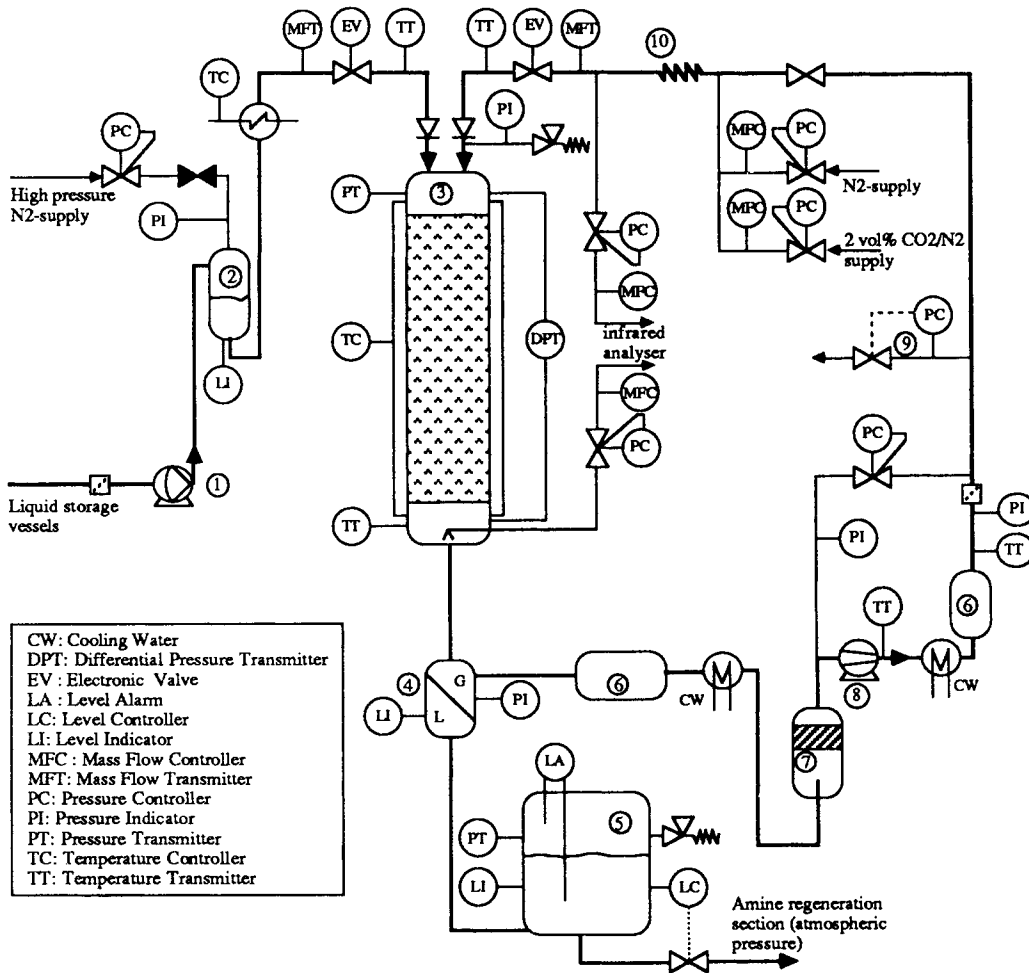 MFT
EV
TT
TT
EV
MFT
10
TC
PC
PI
MFC
PC
High pressure
N2-supply
N2-supply
PI
PT
3
MFC
PC
PC
2 vol% CO2/N2
supply
2
MFC
PC
TC
DPT
infrared
analyser
9
LI
MFC
PC
PC
1
Liquid storage
vessels
TT
PI
PI
TT
6
TT
CW: Cooling Water
DPT: Differential Pressure Transmitter
EV : Electronic Valve
LA : Level Alarm
LC: Level Controller
LI: Level Indicator
MFC : Mass Flow Controller
MFT: Mass Flow Transmitter
PC: Pressure Controller
PI: Pressure Indicator
PT: Pressure Transmitter
TC: Temperature Controller
TT: Temperature Transmitter
4
G
L
LI
PI
6
CW
8
CW
7
LA
5
PT
LI
LC
Amine regeneration
section (atmospheric
pressure)